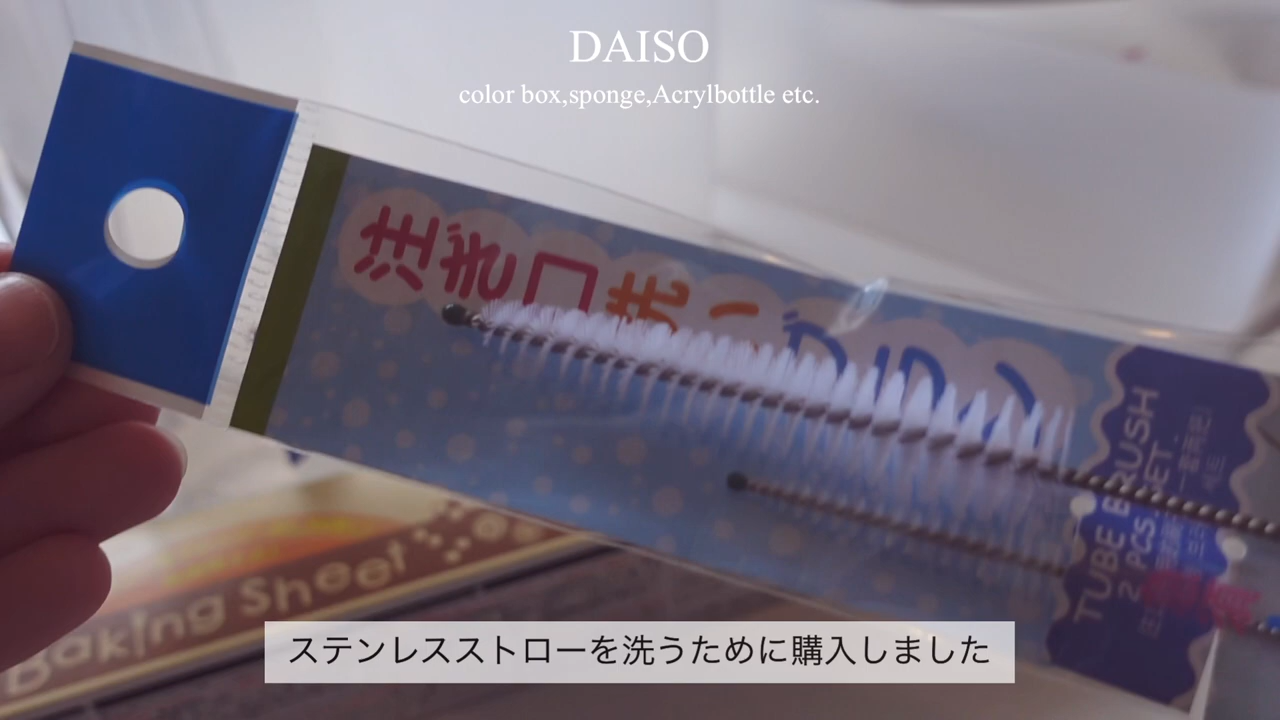 DAISO
color box,sponge,Acrylbottle etc.
注ぎ口洗いブラシ
TUBE BRUSH
2 PCS
Baking Sheet
ステンレスストローを洗うために購入しました